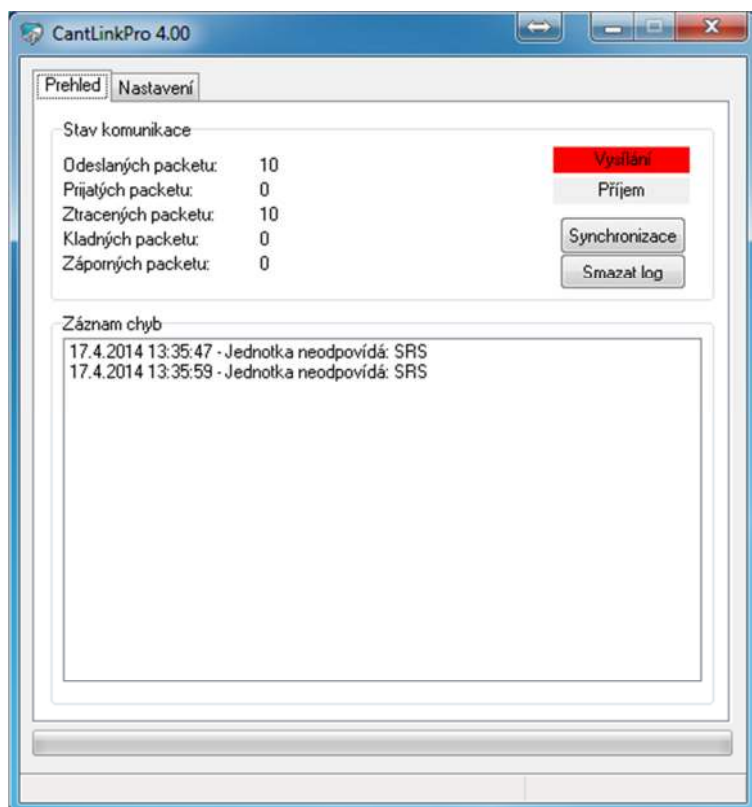 CantLinkPro 4.00
Prehled Nastavení
Stav komunikace
Odeslaných packetu: 10 Vysílání
Prijatých packetu: 0 Příjem
Ztracených packetu: 10
Kladných packetu: 0 Synchronizace
Záporných packetu: 0 Smazat log
Záznam chyb
17.4.2014 13:35:47 - Jednotka neodpovídá: SRS
17.4.2014 13:35:59 - Jednotka neodpovídá: SRS